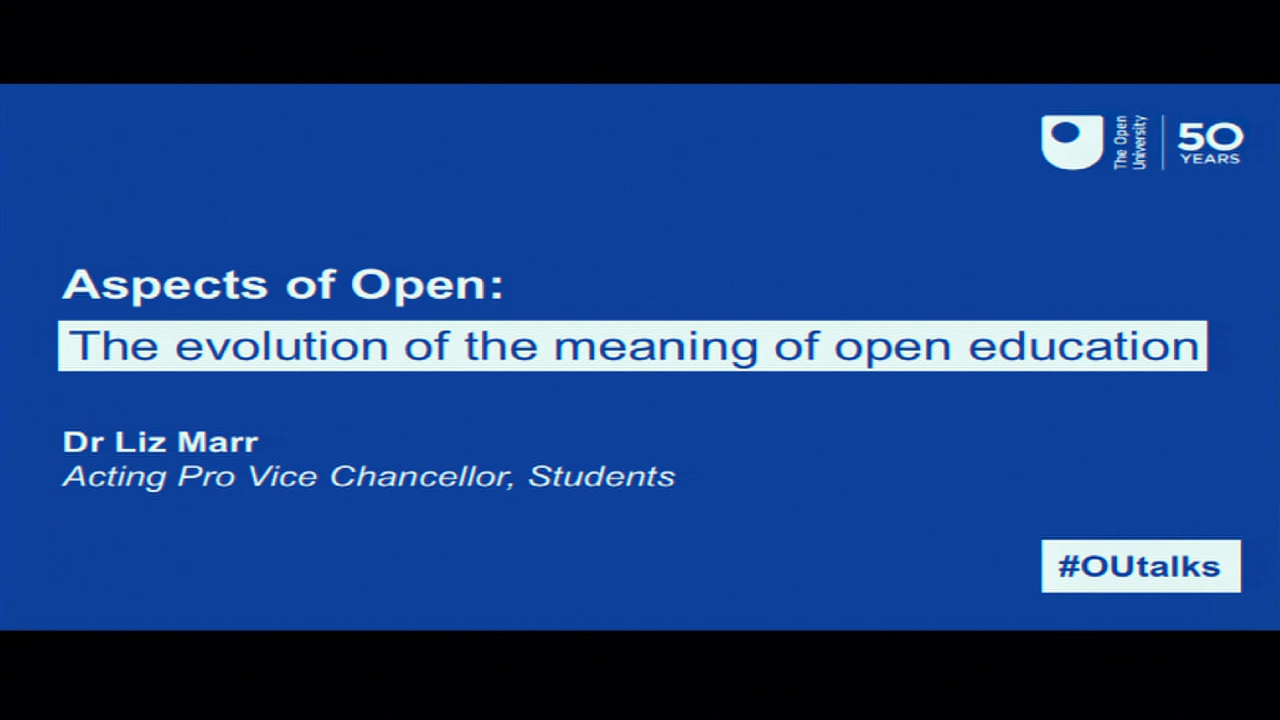 The Open
University
50
YEARS
Aspects of Open:
The evolution of the meaning of open education
Dr Liz Marr
Acting Pro Vice Chancellor, Students
#OUtalks